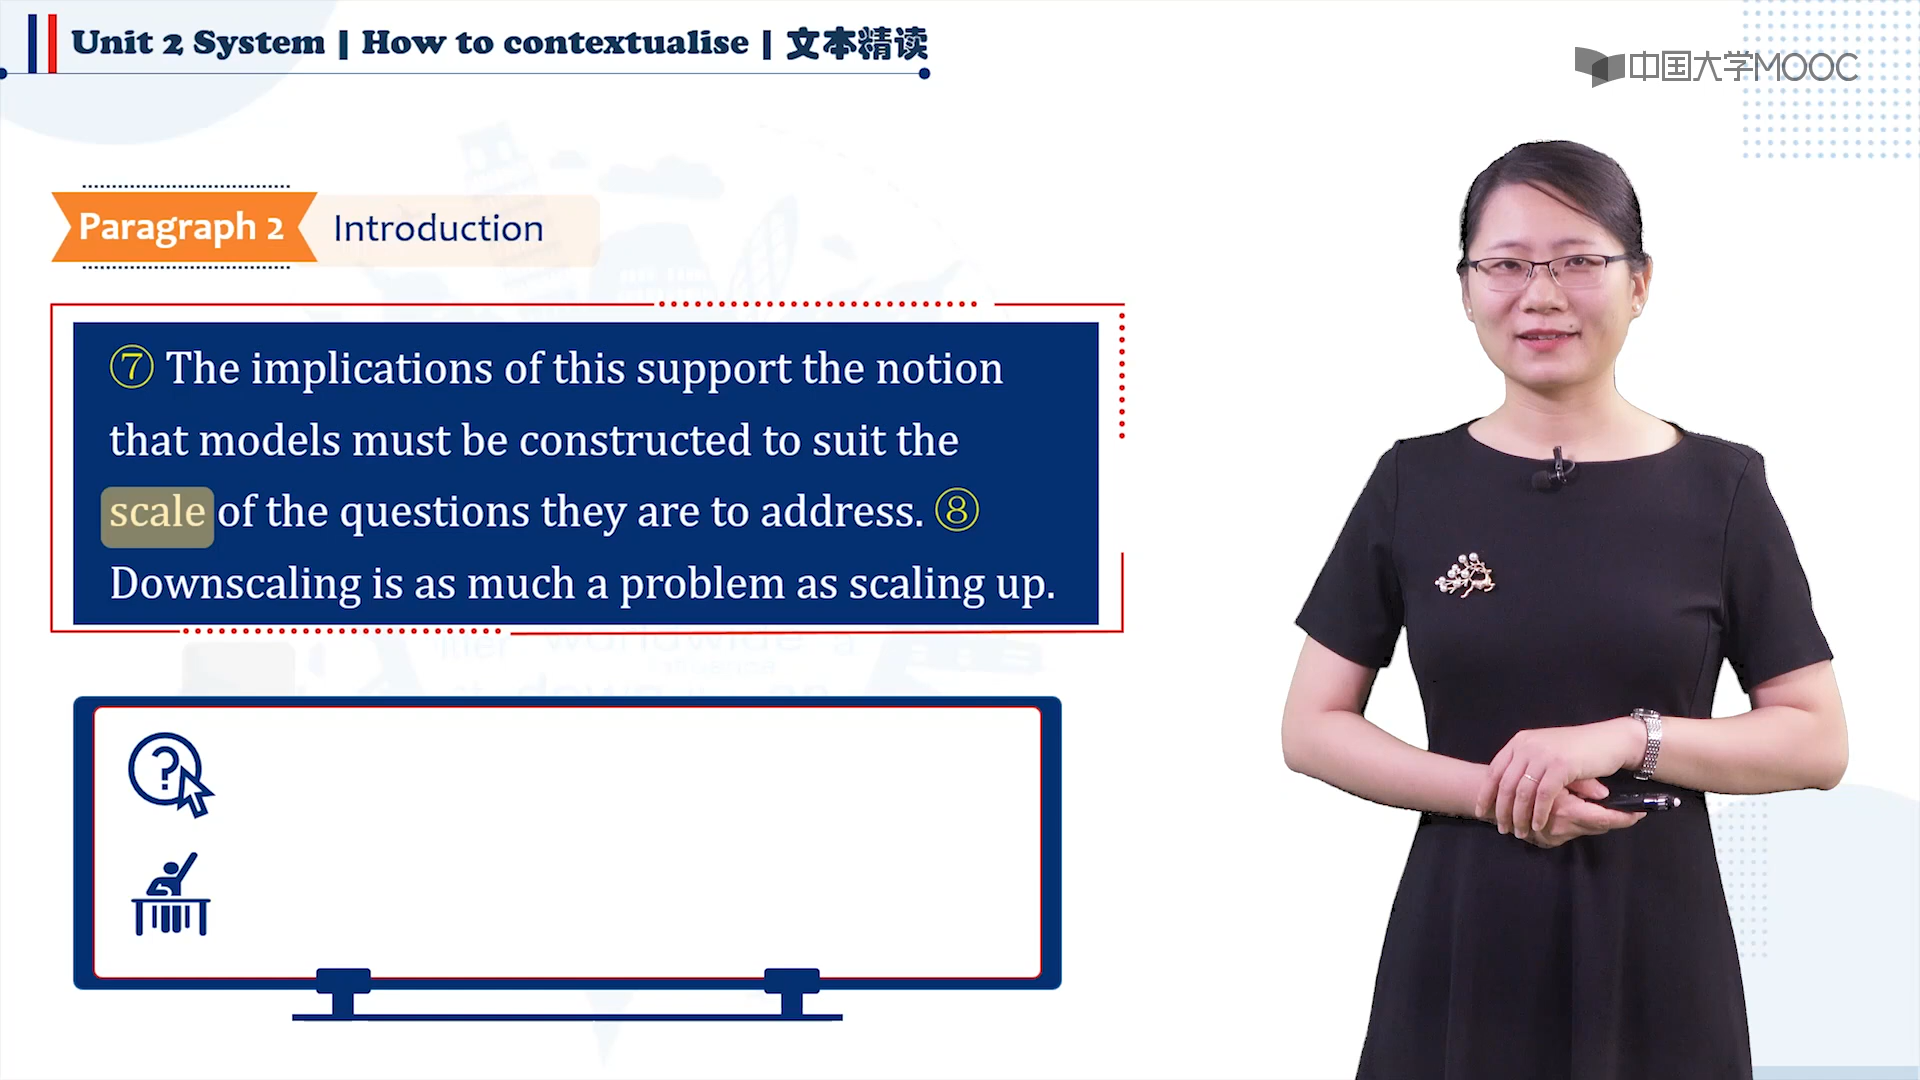 Unit 2 System | How to contextualise | 文本精读
中国大学MOOC
Paragraph 2 Introduction
⑦ The implications of this support the notion
that models must be constructed to suit the
scale of the questions they are to address. ⑧
Downscaling is as much a problem as scaling up.
?